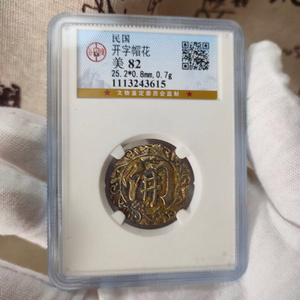 民国
开字帽花
美 82
25.2*0.8mm,0.7g
1113243615
★ 文物鉴定委员会监制 ★